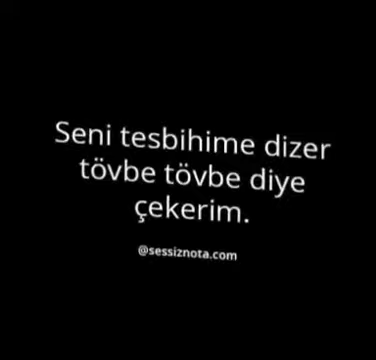 Seni tesbihime dizer
tövbe tövbe diye
çekerim.
@sessiznota.com